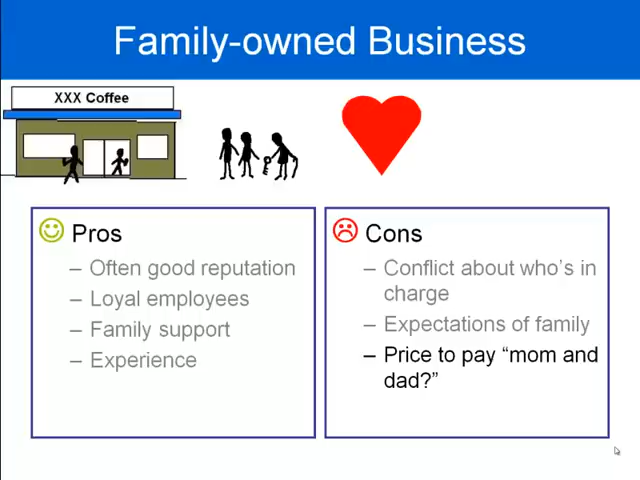 Family-owned Business
XXX Coffee
Pros
– Often good reputation
– Loyal employees
– Family support
– Experience
Cons
– Conflict about who’s in
charge
– Expectations of family
– Price to pay “mom and
dad?”